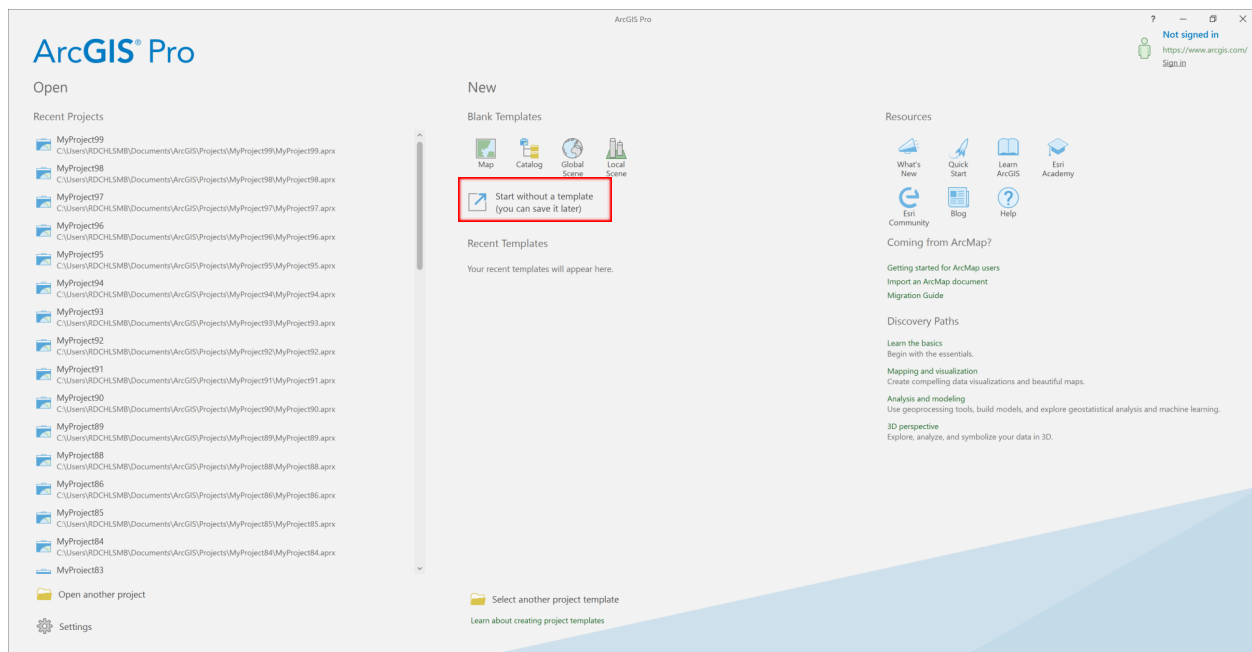 ArcGIS Pro
?
Not signed in
https://www.arcgis.com/
Sign in
ArcGIS® Pro
Open
Recent Projects
MyProject99
C:\Users\RDCHLSMB\Documents\ArcGIS\Projects\MyProject99\MyProject99.aprx
MyProject98
C:\Users\RDCHLSMB\Documents\ArcGIS\Projects\MyProject98\MyProject98.aprx
MyProject97
C:\Users\RDCHLSMB\Documents\ArcGIS\Projects\MyProject97\MyProject97.aprx
MyProject96
C:\Users\RDCHLSMB\Documents\ArcGIS\Projects\MyProject96\MyProject96.aprx
MyProject95
C:\Users\RDCHLSMB\Documents\ArcGIS\Projects\MyProject95\MyProject95.aprx
MyProject94
C:\Users\RDCHLSMB\Documents\ArcGIS\Projects\MyProject94\MyProject94.aprx
MyProject93
C:\Users\RDCHLSMB\Documents\ArcGIS\Projects\MyProject93\MyProject93.aprx
MyProject92
C:\Users\RDCHLSMB\Documents\ArcGIS\Projects\MyProject92\MyProject92.aprx
MyProject91
C:\Users\RDCHLSMB\Documents\ArcGIS\Projects\MyProject91\MyProject91.aprx
MyProject90
C:\Users\RDCHLSMB\Documents\ArcGIS\Projects\MyProject90\MyProject90.aprx
MyProject89
C:\Users\RDCHLSMB\Documents\ArcGIS\Projects\MyProject89\MyProject89.aprx
MyProject88
C:\Users\RDCHLSMB\Documents\ArcGIS\Projects\MyProject88\MyProject88.aprx
MyProject86
C:\Users\RDCHLSMB\Documents\ArcGIS\Projects\MyProject86\MyProject86.aprx
MyProject85
C:\Users\RDCHLSMB\Documents\ArcGIS\Projects\MyProject85\MyProject85.aprx
MyProject84
C:\Users\RDCHLSMB\Documents\ArcGIS\Projects\MyProject84\MyProject84.aprx
MyProject83
Open another project
Settings
New
Blank Templates
Map
Catalog
Global
Scene
Local
Scene
Start without a template
(you can save it later)
Recent Templates
Your recent templates will appear here.
Select another project template
Learn about creating project templates
Resources
What's
New
Quick
Start
Learn
ArcGIS
Esri
Academy
Esri
Community
Blog
Help
Coming from ArcMap?
Getting started for ArcMap users
Import an ArcMap document
Migration Guide
Discovery Paths
Learn the basics
Begin with the essentials.
Mapping and visualization
Create compelling data visualizations and beautiful maps.
Analysis and modeling
Use geoprocessing tools, build models, and explore geostatistical analysis and machine learning.
3D perspective
Explore, analyze, and symbolize your data in 3D.